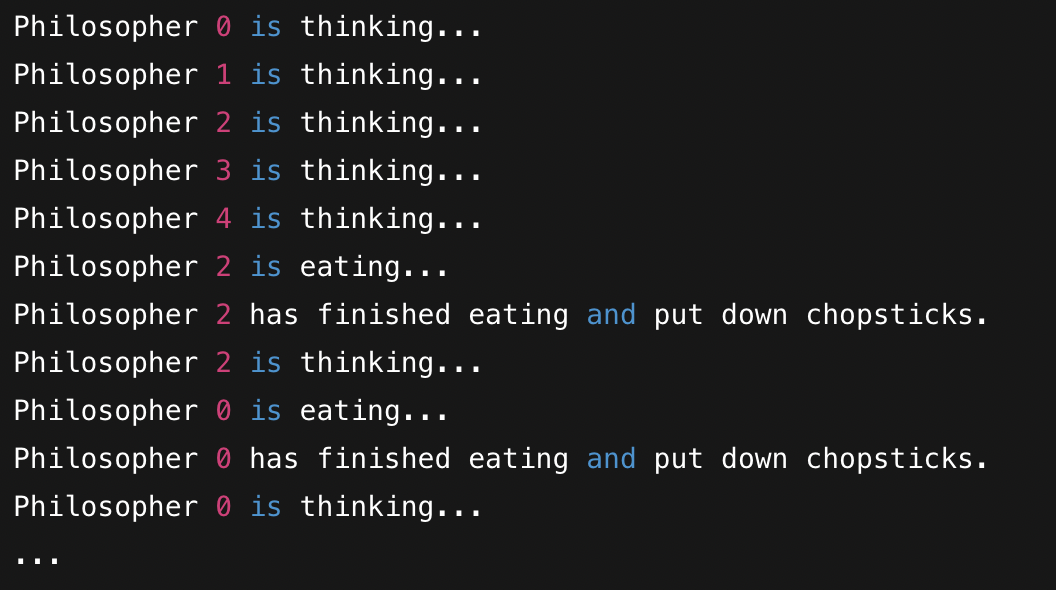 Philosopher 0 is thinking...
Philosopher 1 is thinking...
Philosopher 2 is thinking...
Philosopher 3 is thinking...
Philosopher 4 is thinking...
Philosopher 2 is eating...
Philosopher 2 has finished eating and put down chopsticks.
Philosopher 2 is thinking...
Philosopher 0 is eating...
Philosopher 0 has finished eating and put down chopsticks.
Philosopher 0 is thinking...
...